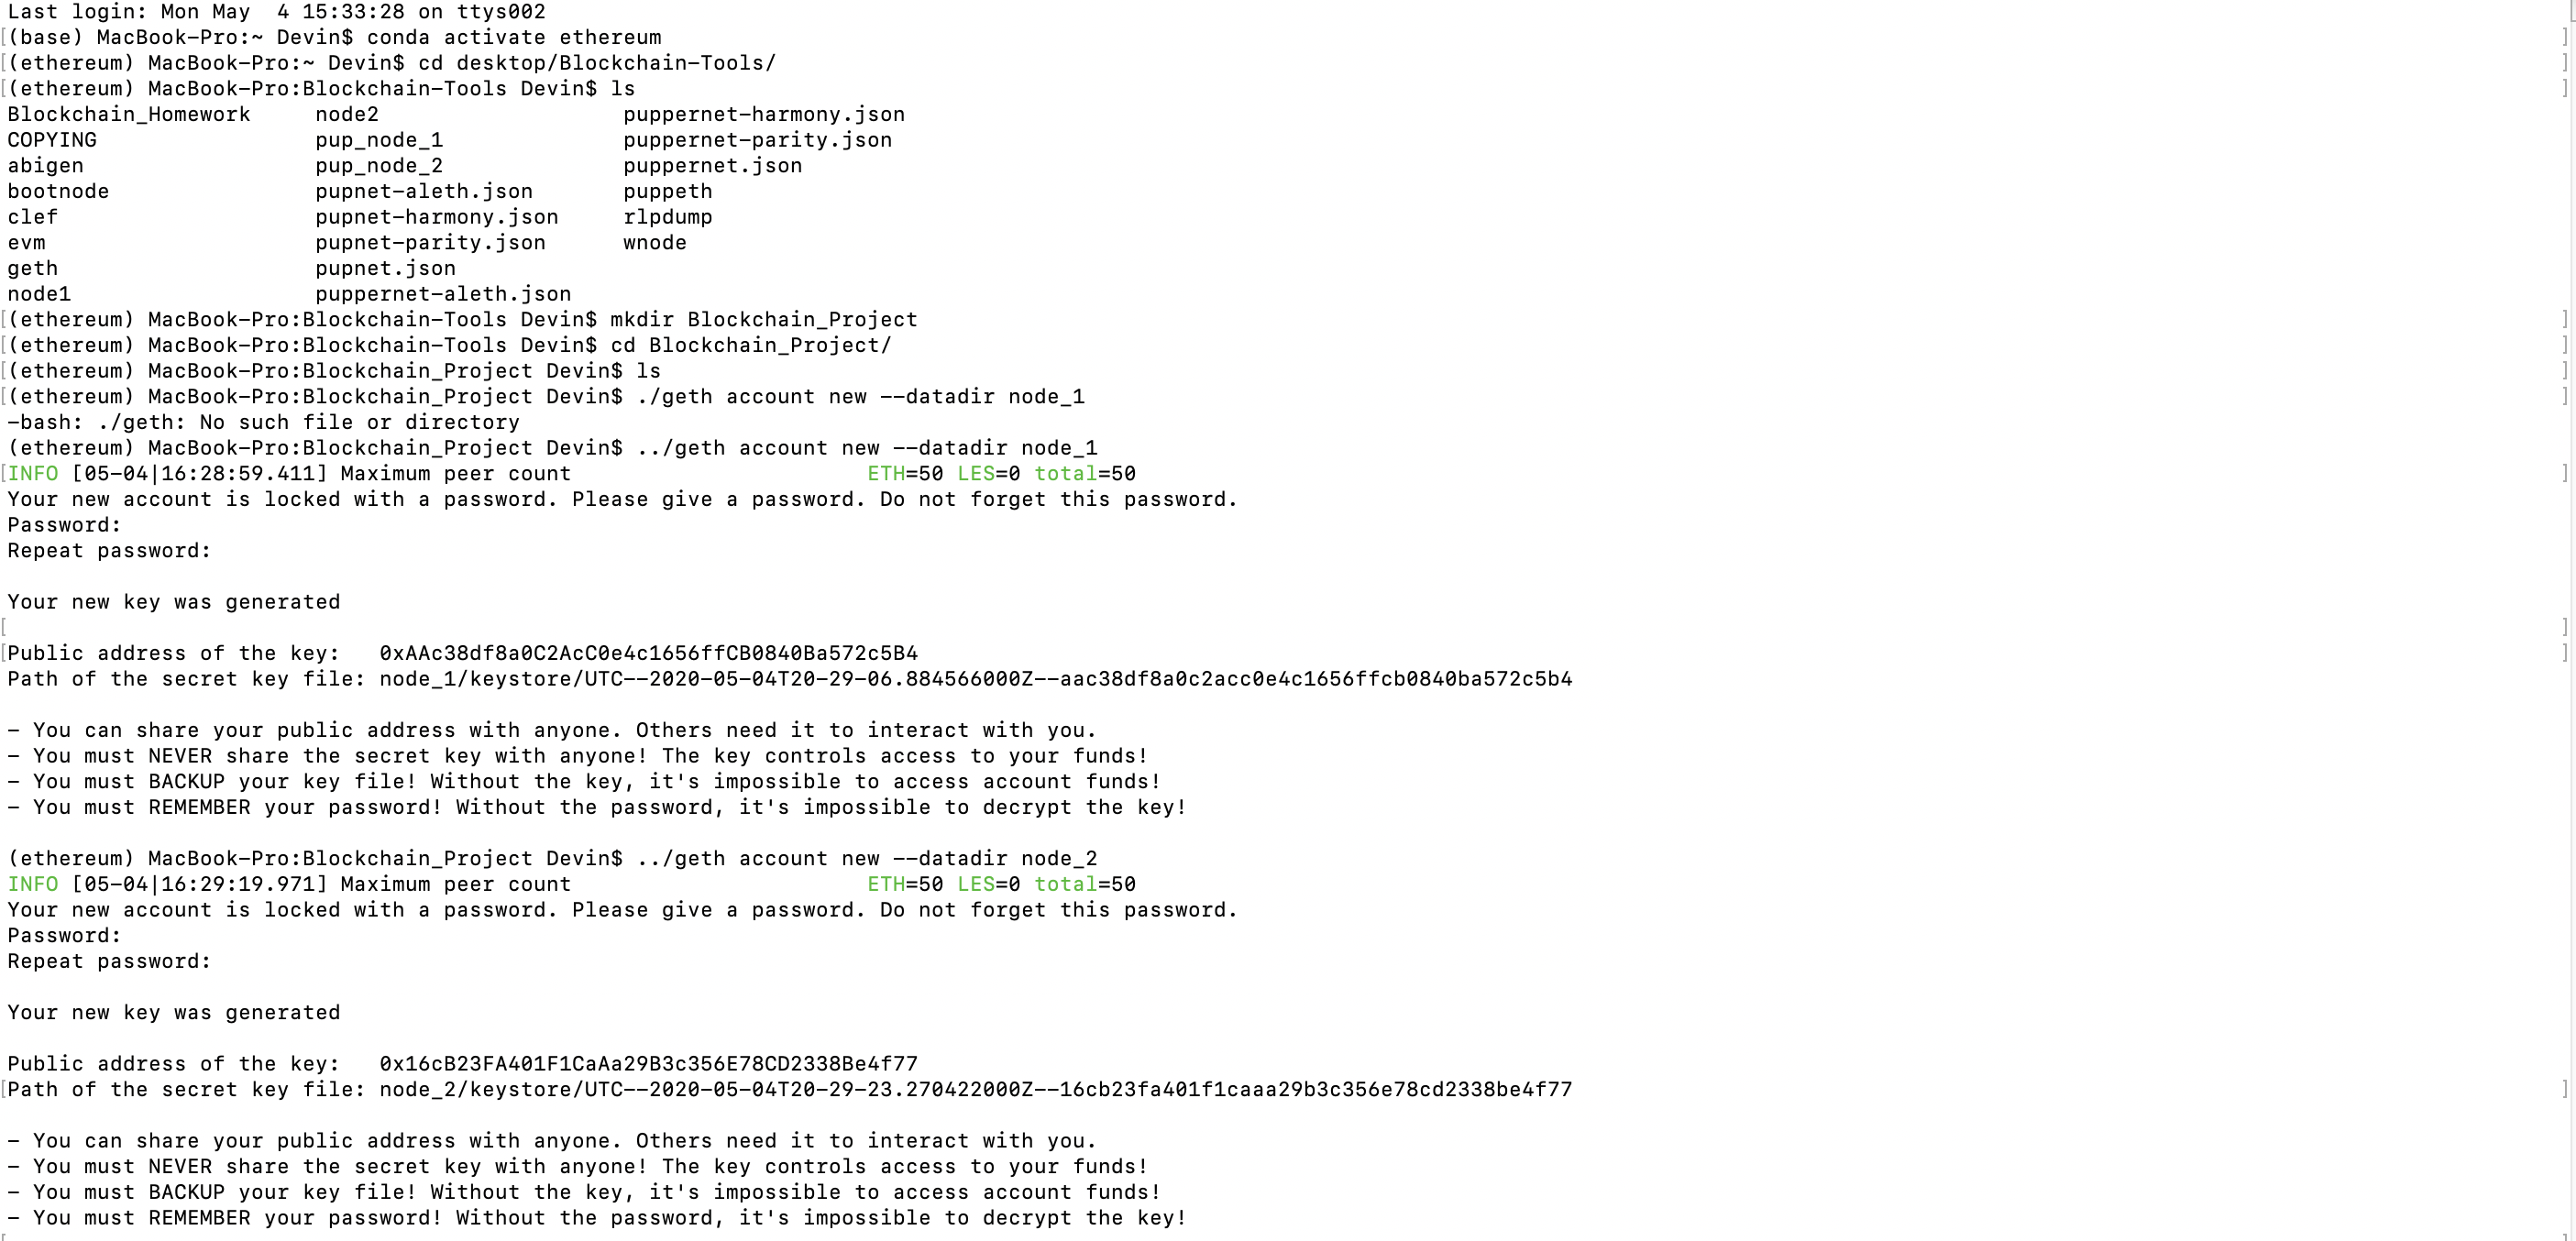 Last login: Mon May  4 15:33:28 on ttys002
[(base) MacBook-Pro:~ Devin$ conda activate ethereum ]
[(ethereum) MacBook-Pro:~ Devin$ cd desktop/Blockchain-Tools/ ]
[(ethereum) MacBook-Pro:Blockchain-Tools Devin$ ls ]
Blockchain_Homework node2 puppernet-harmony.json
COPYING pup_node_1 puppernet-parity.json
abigen pup_node_2 puppernet.json
bootnode pupnet-aleth.json puppeth
clef pupnet-harmony.json rlpdump
evm pupnet-parity.json wnode
geth pupnet.json
node1 puppernet-aleth.json
[(ethereum) MacBook-Pro:Blockchain-Tools Devin$ mkdir Blockchain_Project ]
[(ethereum) MacBook-Pro:Blockchain-Tools Devin$ cd Blockchain_Project/ ]
[(ethereum) MacBook-Pro:Blockchain_Project Devin$ ls ]
[(ethereum) MacBook-Pro:Blockchain_Project Devin$ ./geth account new --datadir node_1 ]
-bash: ./geth: No such file or directory
(ethereum) MacBook-Pro:Blockchain_Project Devin$ ../geth account new --datadir node_1
[INFO [05-04|16:28:59.411] Maximum peer count ETH=50 LES=0 total=50 ]
Your new account is locked with a password. Please give a password. Do not forget this password.
Password:
Repeat password:
Your new key was generated
[ ]
[Public address of the key:   0xAAc38df8a0C2AcC0e4c1656ffCB0840Ba572c5B4 ]
Path of the secret key file: node_1/keystore/UTC--2020-05-04T20-29-06.884566000Z--aac38df8a0c2acc0e4c1656ffcb0840ba572c5b4
- You can share your public address with anyone. Others need it to interact with you.
- You must NEVER share the secret key with anyone! The key controls access to your funds!
- You must BACKUP your key file! Without the key, it's impossible to access account funds!
- You must REMEMBER your password! Without the password, it's impossible to decrypt the key!
(ethereum) MacBook-Pro:Blockchain_Project Devin$ ../geth account new --datadir node_2
INFO [05-04|16:29:19.971] Maximum peer count ETH=50 LES=0 total=50
Your new account is locked with a password. Please give a password. Do not forget this password.
Password:
Repeat password:
Your new key was generated
Public address of the key:   0x16cB23FA401F1CaAa29B3c356E78CD2338Be4f77
[Path of the secret key file: node_2/keystore/UTC--2020-05-04T20-29-23.270422000Z--16cb23fa401f1caaa29b3c356e78cd2338be4f77 ]
- You can share your public address with anyone. Others need it to interact with you.
- You must NEVER share the secret key with anyone! The key controls access to your funds!
- You must BACKUP your key file! Without the key, it's impossible to access account funds!
- You must REMEMBER your password! Without the password, it's impossible to decrypt the key!
[ ]